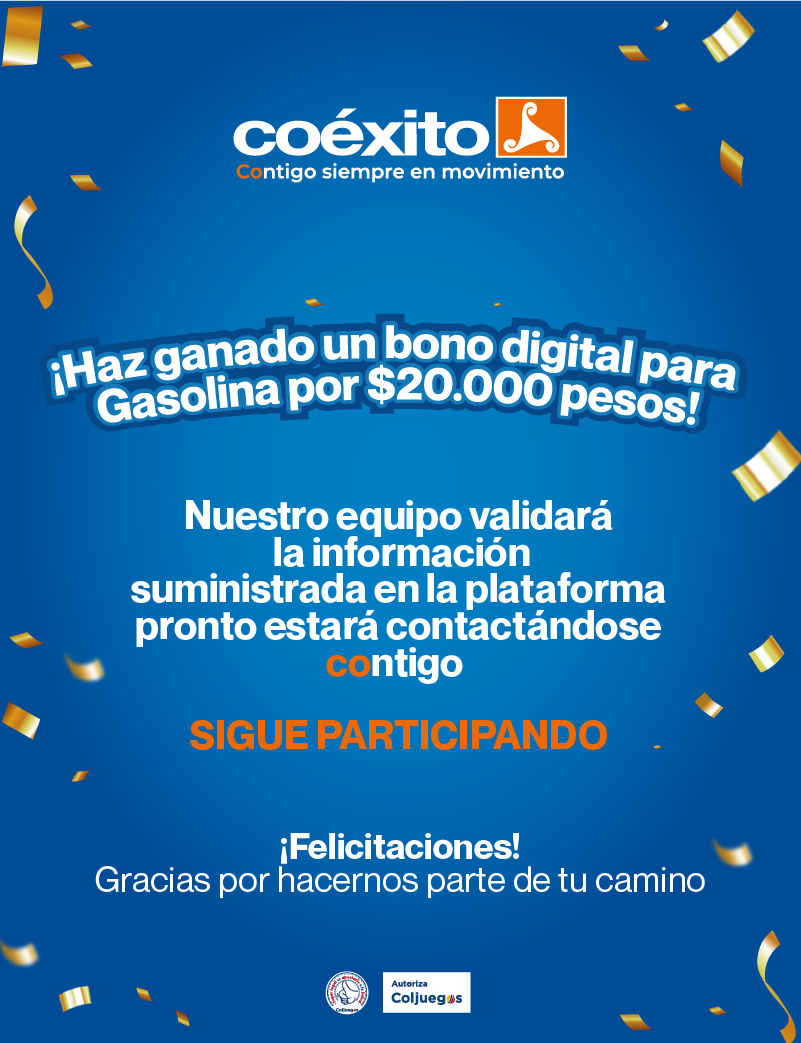 coéxito
Contigo siempre en movimiento
¡Haz ganado un bono digital para
Gasolina por $20.000 pesos!
Nuestro equipo validará
la información
suministrada en la plataforma
pronto estará contactándose
contigo
SIGUE PARTICIPANDO
¡Felicitaciones!
Gracias por hacernos parte de tu camino
Coljuegos
Autoriza
Coljuegos